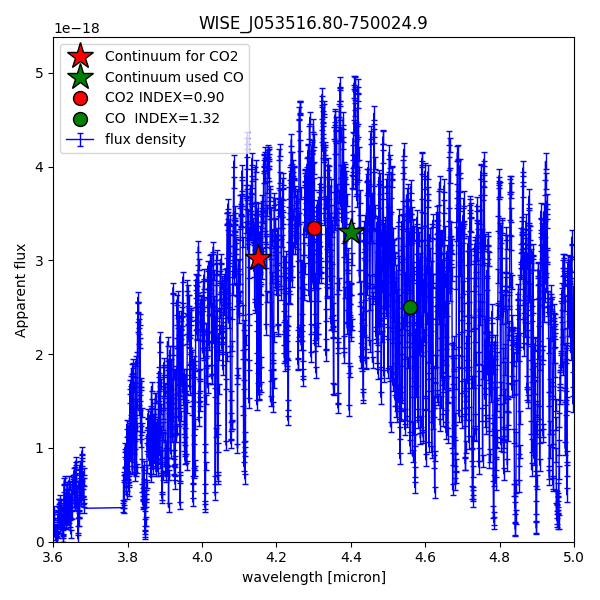 WISE_J053516.80-750024.9
1e−18
Continuum for CO2
Continuum used CO
CO2 INDEX=0.90
CO  INDEX=1.32
flux density
5
4
3
2
1
0
Apparent flux
3.6 3.8 4.0 4.2 4.4 4.6 4.8 5.0
wavelength [micron]